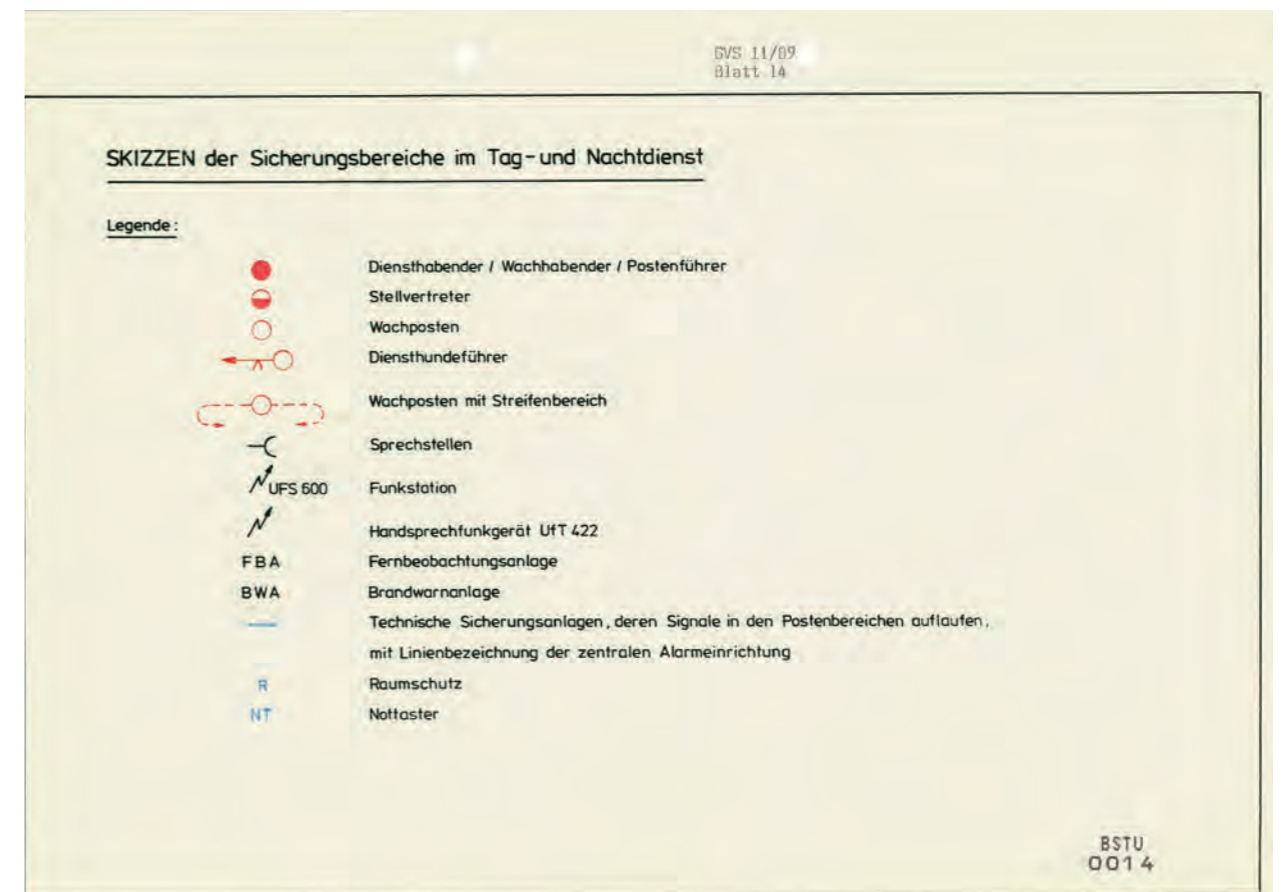 GVS 11/89
Blatt 14
SKIZZEN der Sicherungsbereiche im Tag- und Nachtdienst
Legende:
Diensthabender / Wachhabender / Postenführer
Stellvertreter
Wachposten
Diensthundeführer
Wachposten mit Streifenbereich
Sprechstellen
UFS 600 Funkstation
Handsprechfunkgerät UfT 422
FBA Fernbeobachtungsanlage
BWA Brandwarnanlage
Technische Sicherungsanlagen, deren Signale in den Postenbereichen auflaufen,
mit Linienbezeichnung der zentralen Alarmeinrichtung
R Raumschutz
NT Nottaster
BSTU
0014